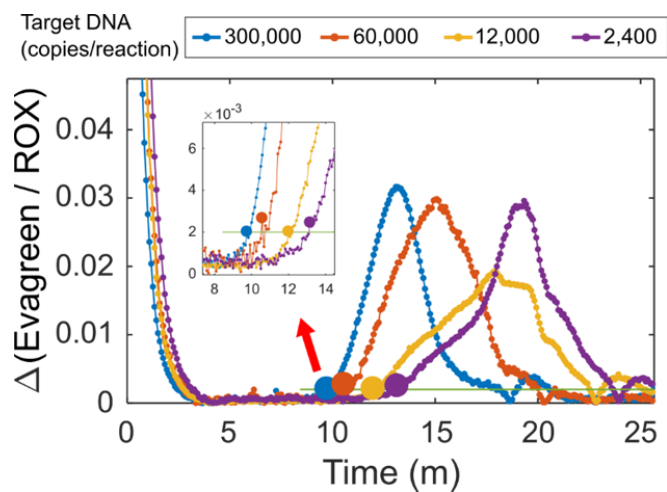 Target DNA
(copies/reaction)
300,000 60,000 12,000 2,400
Δ(Evagreen / ROX)
0.04
0.03
0.02
0.01
0
× 10⁻³
6
4
2
0
8 10 12 14
0 5 10 15 20 25
Time (m)